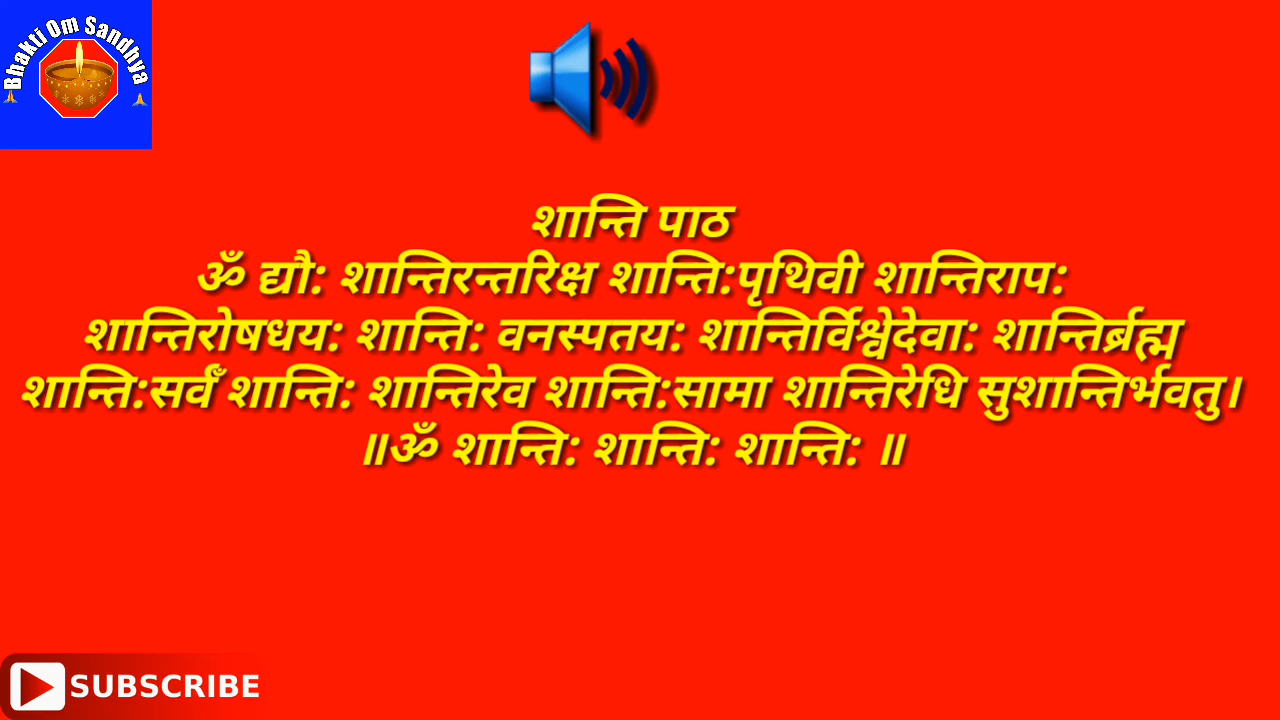 Bhakti Om Sandhya
शान्ति पाठ
ॐ द्यौ: शान्तिरन्तरिक्ष शान्ति:पृथिवी शान्तिराप:
शान्तिरोषधय: शान्ति: वनस्पतय: शान्तिर्विश्वेदेवा: शान्तिर्ब्रह्म
शान्ति:सर्वँ शान्ति: शान्तिरेव शान्ति:सामा शान्तिरेधि सुशान्तिर्भवतु।
॥ॐ शान्ति: शान्ति: शान्ति: ॥
SUBSCRIBE